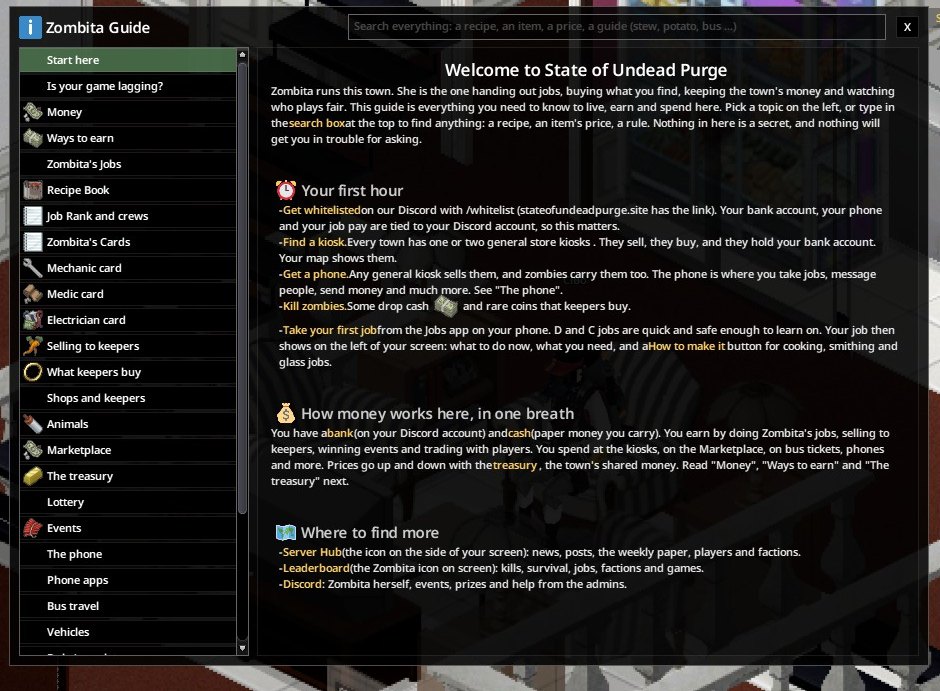 Zombita Guide
Search everything: a recipe, an item, a price, a guide (stew, potato, bus ...)
X
Start here
Is your game lagging?
Money
Ways to earn
Zombita's Jobs
Recipe Book
Job Rank and crews
Zombita's Cards
Mechanic card
Medic card
Electrician card
Selling to keepers
What keepers buy
Shops and keepers
Animals
Marketplace
The treasury
Lottery
Events
The phone
Phone apps
Bus travel
Vehicles
Welcome to State of Undead Purge
Zombita runs this town. She is the one handing out jobs, buying what you find, keeping the town's money and watching
who plays fair. This guide is everything you need to know to live, earn and spend here. Pick a topic on the left, or type in
thesearch boxat the top to find anything: a recipe, an item's price, a rule. Nothing in here is a secret, and nothing will
get you in trouble for asking.
Your first hour
-Get whitelistedon our Discord with /whitelist (stateofundeadpurge.site has the link). Your bank account, your phone
and your job pay are tied to your Discord account, so this matters.
-Find a kiosk.Every town has one or two general store kiosks . They sell, they buy, and they hold your bank account.
Your map shows them.
-Get a phone.Any general kiosk sells them, and zombies carry them too. The phone is where you take jobs, message
people, send money and much more. See "The phone".
-Kill zombies.Some drop cash and rare coins that keepers buy.
-Take your first jobfrom the Jobs app on your phone. D and C jobs are quick and safe enough to learn on. Your job then
shows on the left of your screen: what to do now, what you need, and aHow to make it button for cooking, smithing and
glass jobs.
How money works here, in one breath
You have abank(on your Discord account) andcash(paper money you carry). You earn by doing Zombita's jobs, selling to
keepers, winning events and trading with players. You spend at the kiosks, on the Marketplace, on bus tickets, phones
and more. Prices go up and down with thetreasury , the town's shared money. Read "Money", "Ways to earn" and "The
treasury" next.
Where to find more
-Server Hub(the icon on the side of your screen): news, posts, the weekly paper, players and factions.
-Leaderboard(the Zombita icon on screen): kills, survival, jobs, factions and games.
-Discord: Zombita herself, events, prizes and help from the admins.